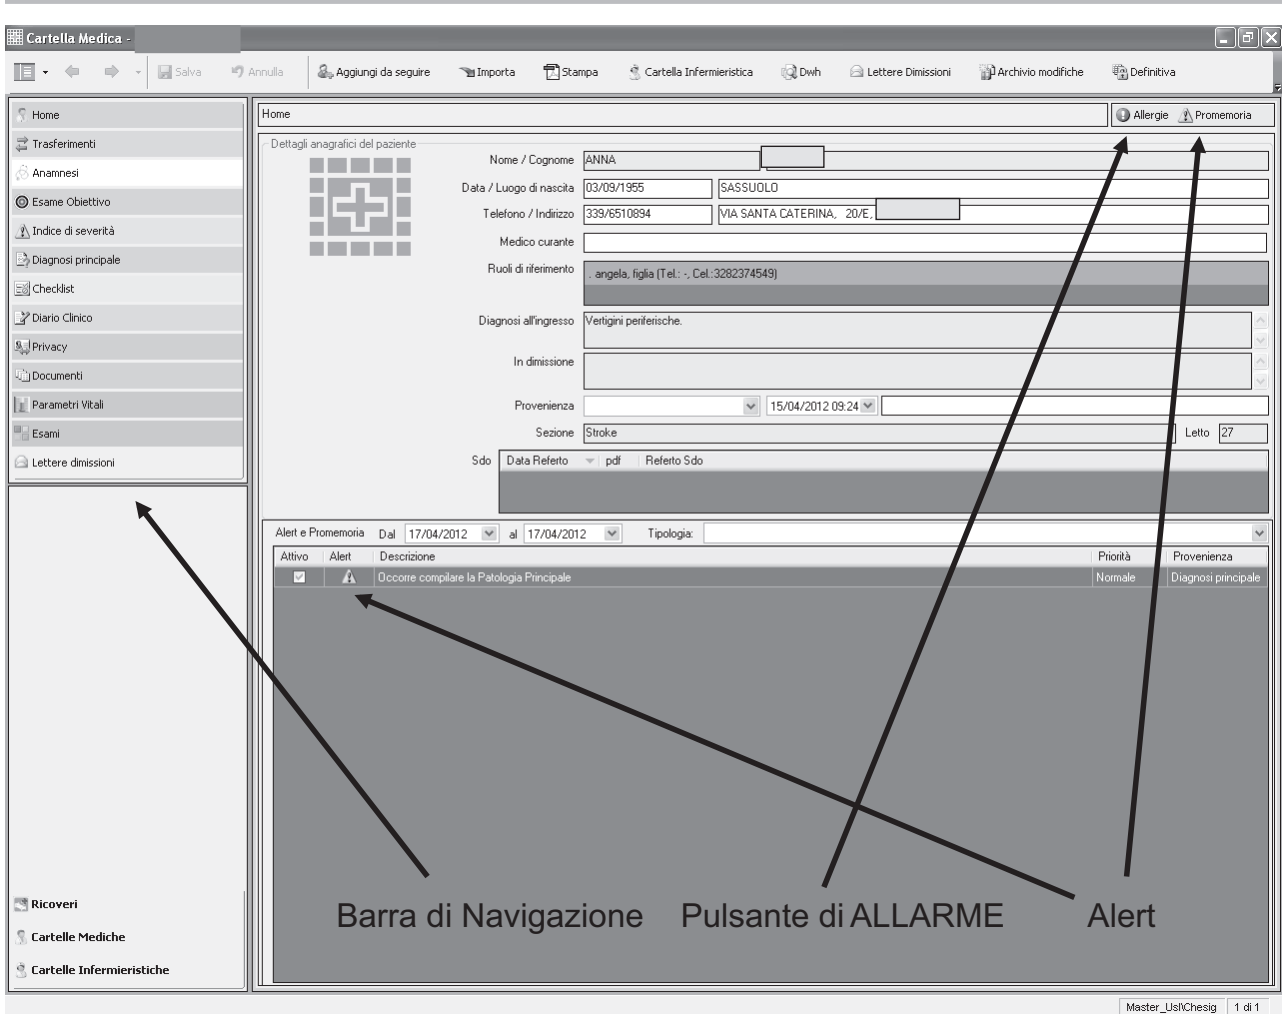 Cartella Medica -
Salva Annulla Aggiungi da seguire Importa Stampa Cartella Infermieristica Dwh Lettere Dimissioni Archivio modifiche Definitiva
Home
Trasferimenti
Anamnesi
Esame Obiettivo
Indice di severità
Diagnosi principale
Checklist
Diario Clinico
Privacy
Documenti
Parametri Vitali
Esami
Lettere dimissioni
Ricoveri
Cartelle Mediche
Cartelle Infermieristiche
Home Allergie Promemoria
Dettagli anagrafici del paziente
Nome / Cognome ANNA
Data / Luogo di nascita 03/09/1955 SASSUOLO
Telefono / Indirizzo 339/6510894 VIA SANTA CATERINA, 20/E,
Medico curante
Ruoli di riferimento . angela, figlia (Tel.: -, Cel.:3282374549)
Diagnosi all'ingresso Vertigini periferische.
In dimissione
Provenienza 15/04/2012 09:24
Sezione Stroke Letto 27
Sdo Data Referto pdf Referto Sdo
Alert e Promemoria Dal 17/04/2012 al 17/04/2012 Tipologia:
Attivo Alert Descrizione Priorità Provenienza
Occorre compilare la Patologia Principale Normale Diagnosi principale
Barra di Navigazione Pulsante di ALLARME Alert
Master_Usl\Chesig 1 di 1